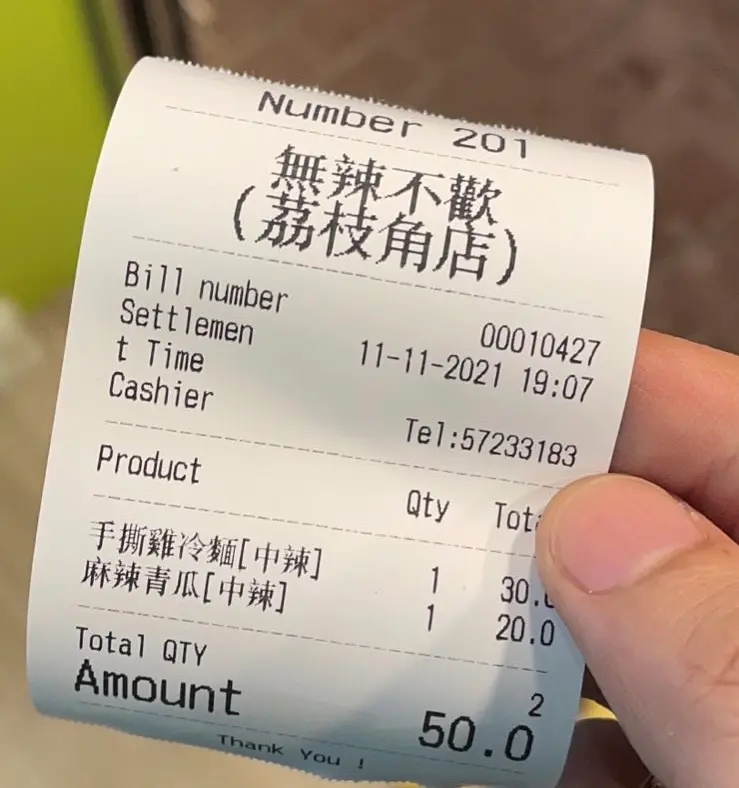 Number 201
無辣不歡
(荔枝角店)
Bill number 00010427
Settlemen
t Time 11-11-2021 19:07
Cashier
Tel:57233183
Product Qty
手撕雞冷麵[中辣] 1
麻辣青瓜[中辣] 1 20.0
Total QTY 2
Amount 50.0
Thank You !